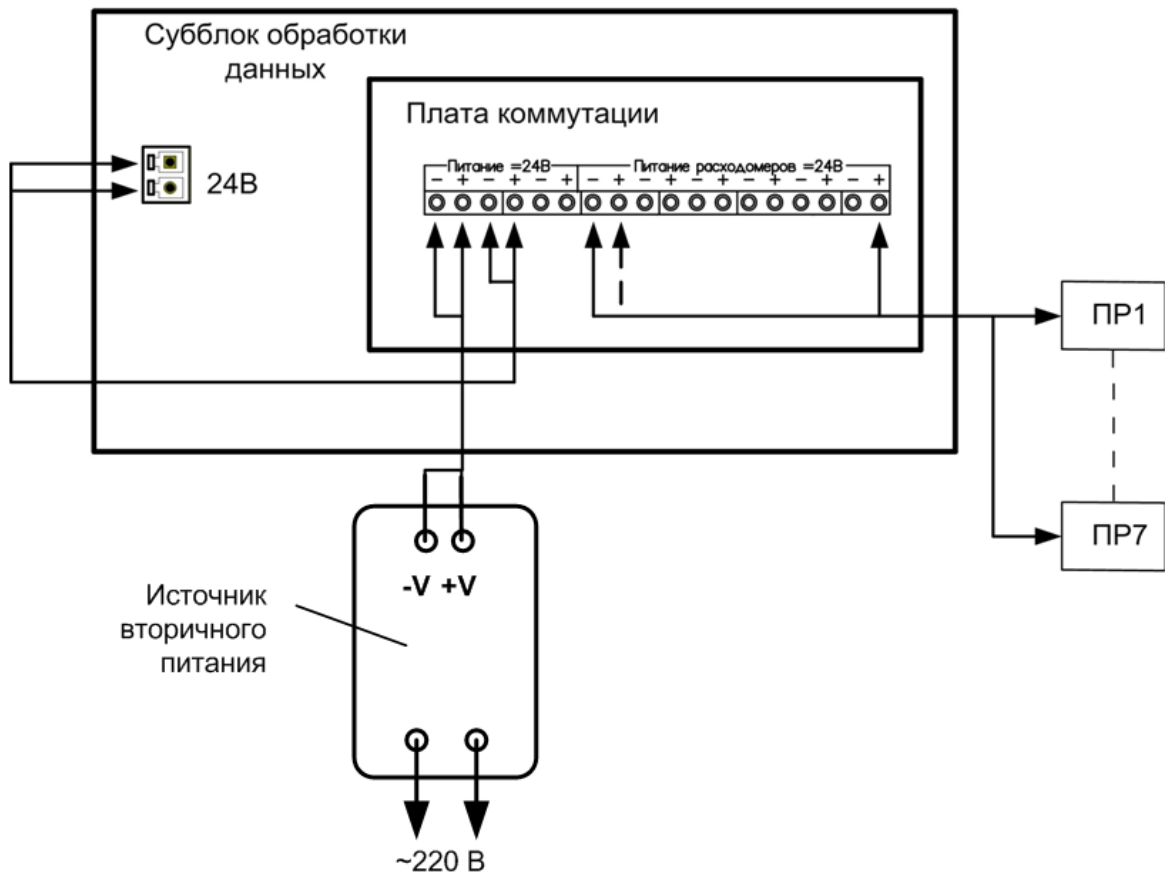 Субблок обработки
данных
Плата коммутации
Питание =24В
Питание расходомеров =24В
− + − + − + − + − + − + − + − + − +
24В
ПР1
ПР7
-V +V
Источник
вторичного
питания
~220 В